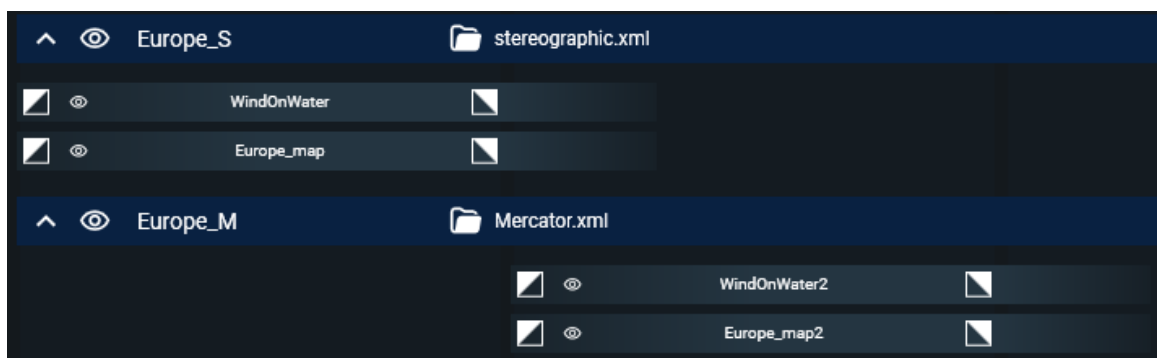 Europe_S stereographic.xml
WindOnWater
Europe_map
Europe_M Mercator.xml
WindOnWater2
Europe_map2